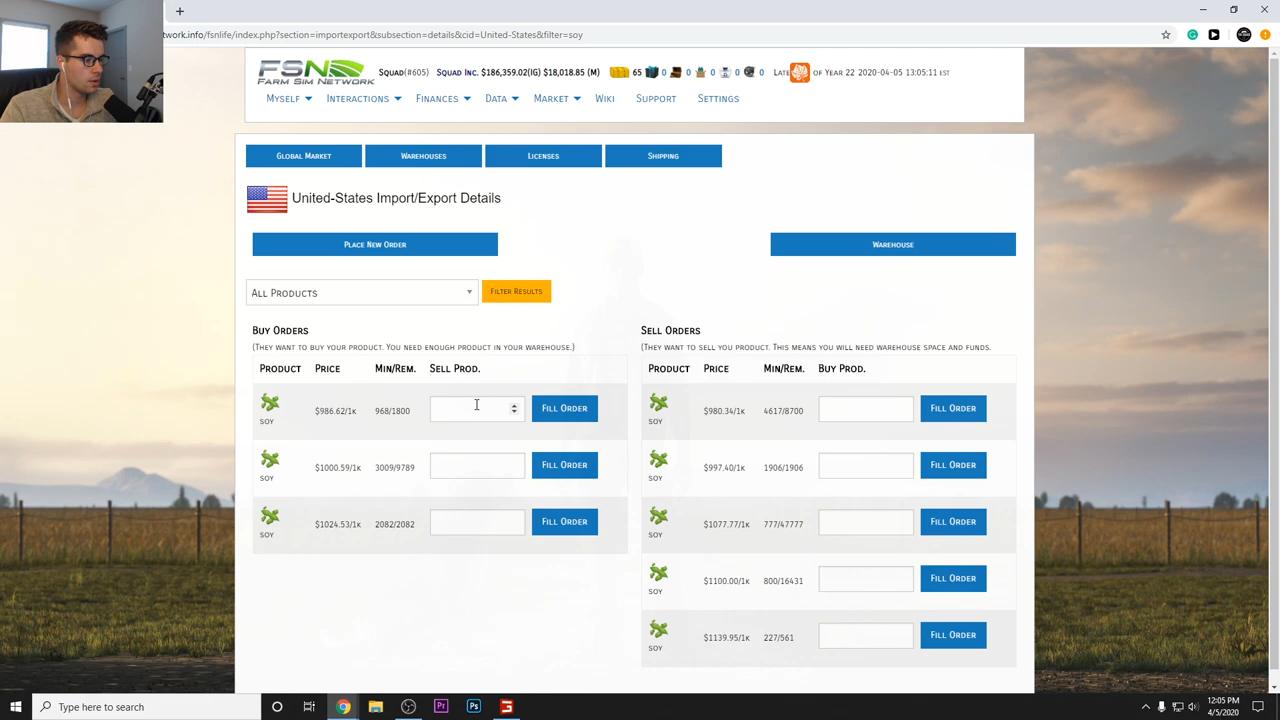 twork.info/fsnlife/index.php?section=importexport&subsection=details&cid=United-States&filter=soy
FSN
FARM SIM NETWORK
Squad(#605) Squad Inc. $186,359.02(IG) $18,018.85 (M) 65 0 0 0 0 0 Late of Year 22 2020-04-05 13:05:11 EST
Myself Interactions Finances Data Market Wiki Support Settings
Global Market Warehouses Licenses Shipping
United-States Import/Export Details
Place New Order Warehouse
All Products Filter Results
Buy Orders
(They want to buy your product. You need enough product in your warehouse.)
Product Price Min/Rem. Sell Prod.
soy $986.62/1k 968/1800 Fill Order
soy $1000.59/1k 3009/9789 Fill Order
soy $1024.53/1k 2082/2082 Fill Order
Sell Orders
(They want to sell you product. This means you will need warehouse space and funds.
Product Price Min/Rem. Buy Prod.
soy $980.34/1k 4617/8700 Fill Order
soy $997.40/1k 1906/1906 Fill Order
soy $1077.77/1k 777/47777 Fill Order
soy $1100.00/1k 800/16431 Fill Order
soy $1139.95/1k 227/561 Fill Order
Type here to search
12:05 PM
4/5/2020